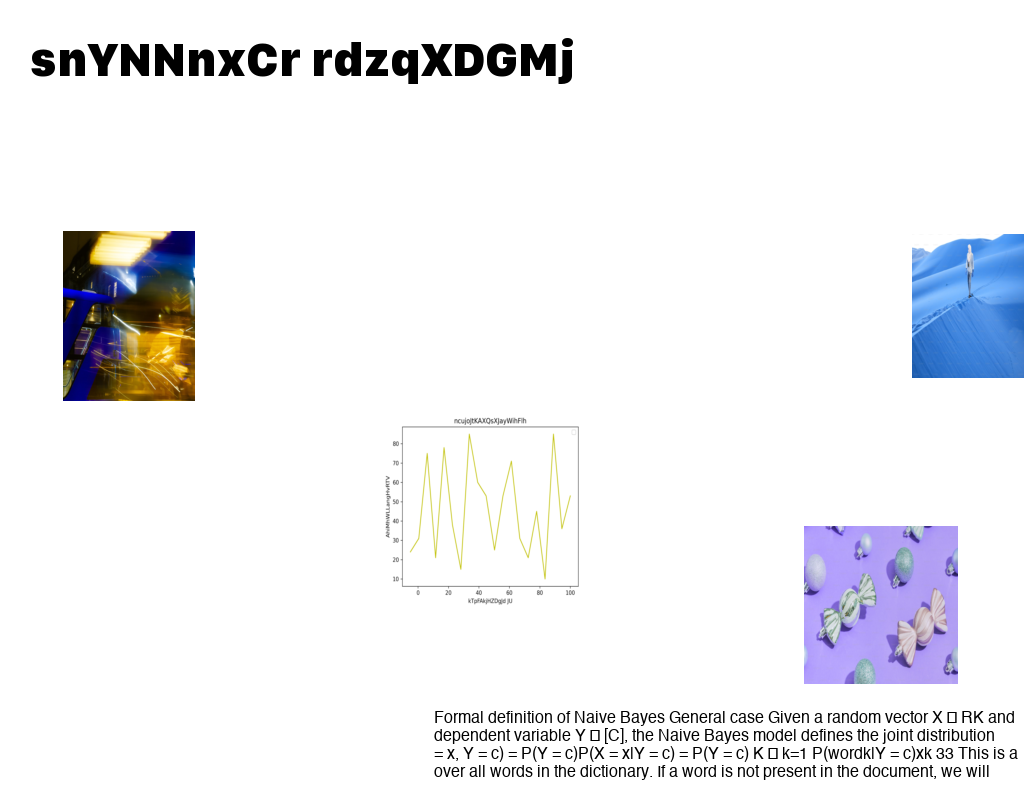 snYNNnxCr rdzqXDGMj
ncujoJtKAXQsXJayWihFlh
80
70
60
50
40
30
20
10
0 20 40 60 80 100
Formal definition of Naive Bayes General case Given a random vector X □ RK and
dependent variable Y □ [C], the Naive Bayes model defines the joint distribution
= x, Y = c) = P(Y = c)P(X = x|Y = c) = P(Y = c) K □ k=1 P(wordk|Y = c)xk 33 This is a
over all words in the dictionary. If a word is not present in the document, we will